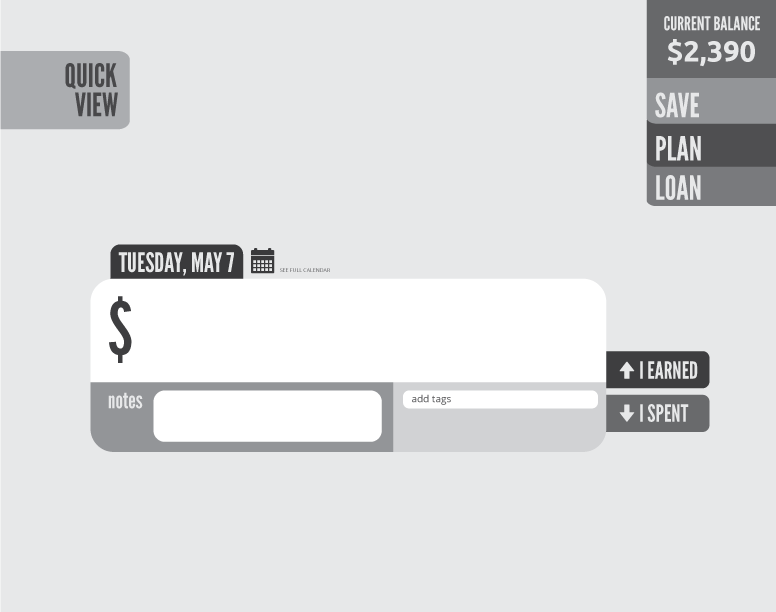 CURRENT BALANCE
$2,390
QUICK
VIEW
SAVE
PLAN
LOAN
TUESDAY, MAY 7
SEE FULL CALENDAR
$
I EARNED
notes
add tags
I SPENT